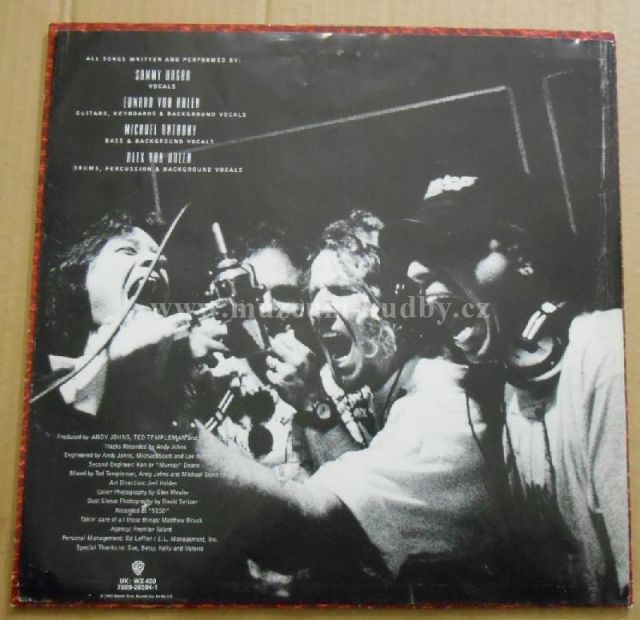 ALL SONGS WRITTEN AND PERFORMED BY:
SAMMY HAGAR
VOCALS
EDWARD VAN HALEN
GUITARS, KEYBOARDS & BACKGROUND VOCALS
MICHAEL ANTHONY
BASS & BACKGROUND VOCALS
ALEX VAN HALEN
DRUMS, PERCUSSION & BACKGROUND VOCALS
www.muzeumhudby.cz
Produced by ANDY JOHNS, TED TEMPLEMAN and
Tracks Recorded by Andy Johns
Engineered by Andy Johns, Michael Scott and Lee
Second Engineer: Ken or "Murray" Deane
Mixed by Ted Templeman, Andy Johns and Michael Scott
Art Direction: Jeri Heiden
Cover Photography by Glen Wexler
Dust Sleeve Photography by David Seltzer
Recorded at "5150"
Takin' care of all those things: Matthew Bruck
Agency: Premier Talent
Personal Management: Ed Leffler / E.L. Management, Inc.
Special Thanks to: Sue, Betsy, Kelly and Valerie
UK: WX 420
7599-26594-1